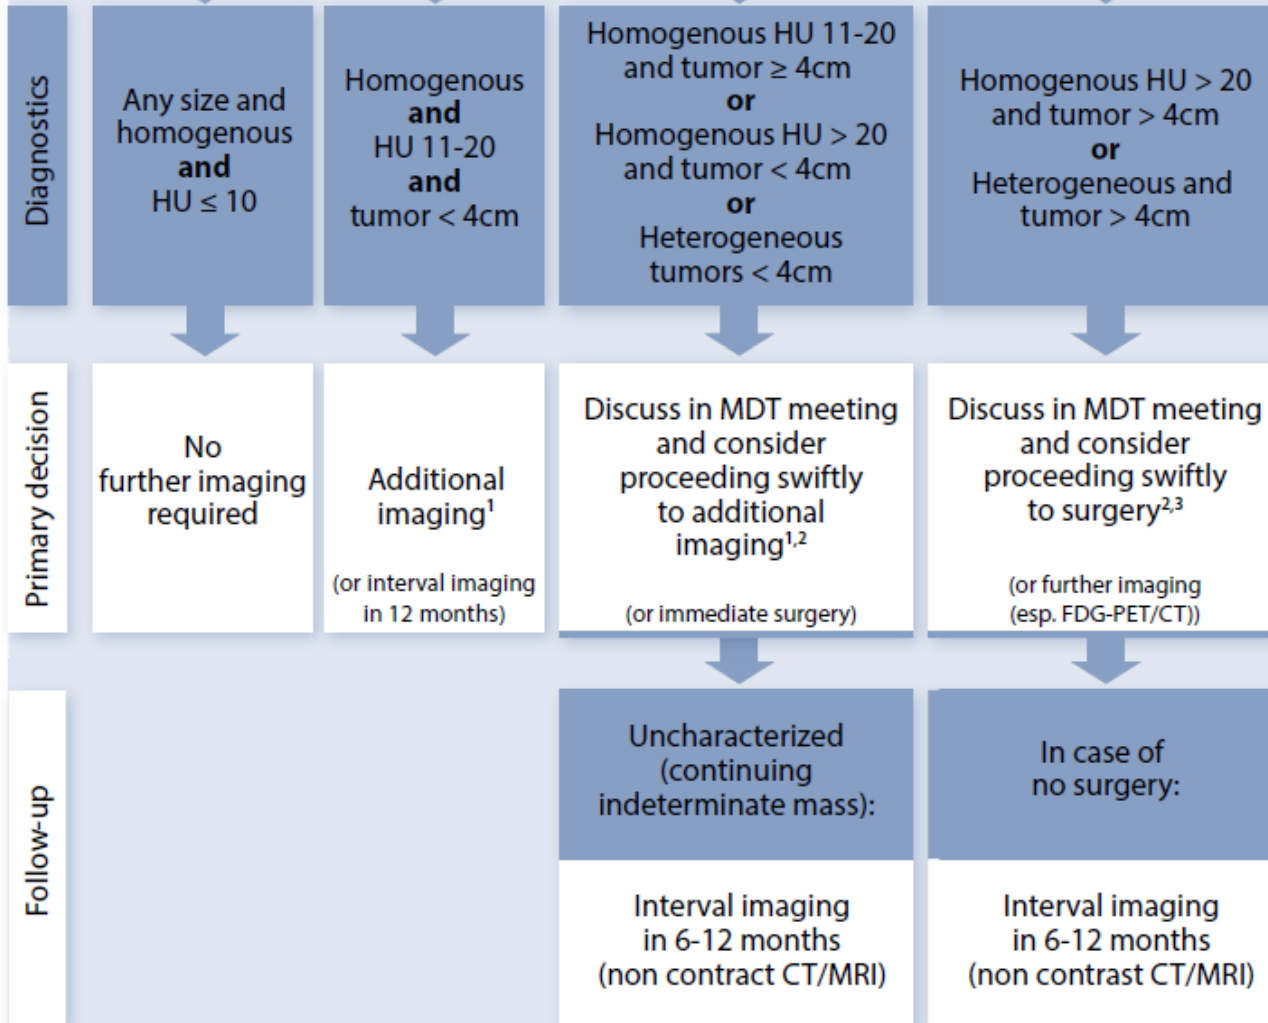 Diagnostics
Any size and
homogenous
and
HU ≤ 10
Homogenous
and
HU 11-20
and
tumor < 4cm
Homogenous HU 11-20
and tumor ≥ 4cm
or
Homogenous HU > 20
and tumor < 4cm
or
Heterogeneous
tumors < 4cm
Homogenous HU > 20
and tumor > 4cm
or
Heterogeneous and
tumor > 4cm
Primary decision
No
further imaging
required
Additional
imaging¹
(or interval imaging
in 12 months)
Discuss in MDT meeting
and consider
proceeding swiftly
to additional
imaging¹,²
(or immediate surgery)
Discuss in MDT meeting
and consider
proceeding swiftly
to surgery²,³
(or further imaging
(esp. FDG-PET/CT))
Follow-up
Uncharacterized
(continuing
indeterminate mass):
Interval imaging
in 6-12 months
(non contract CT/MRI)
In case of
no surgery:
Interval imaging
in 6-12 months
(non contrast CT/MRI)